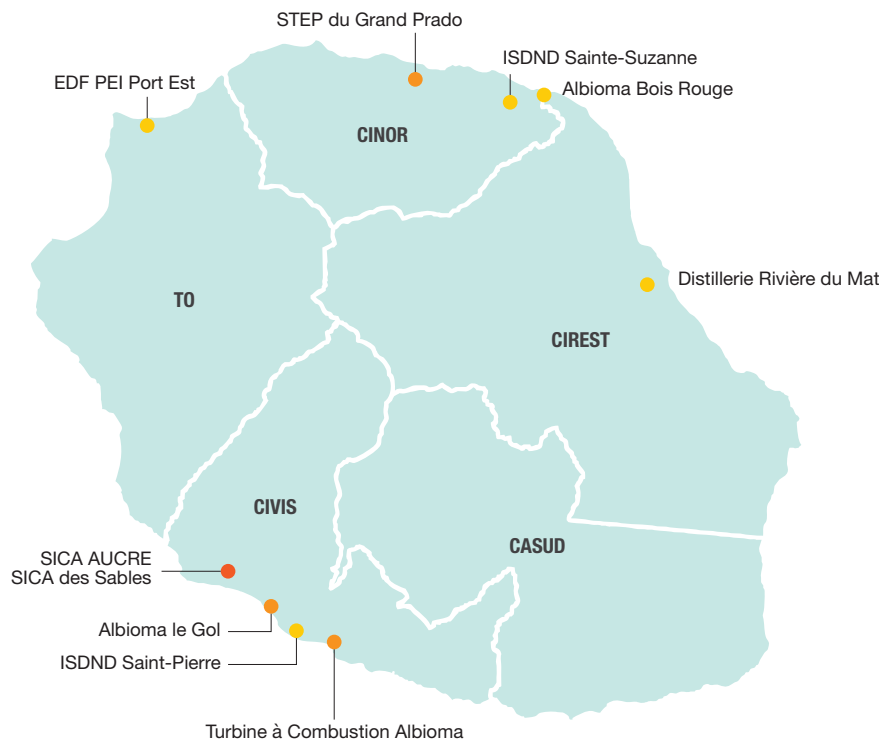 STEP du Grand Prado
ISDND Sainte-Suzanne
EDF PEI Port Est
Albioma Bois Rouge
CINOR
Distillerie Rivière du Mat
TO
CIREST
CIVIS
CASUD
SICA AUCRE
SICA des Sables
Albioma le Gol
ISDND Saint-Pierre
Turbine à Combustion Albioma